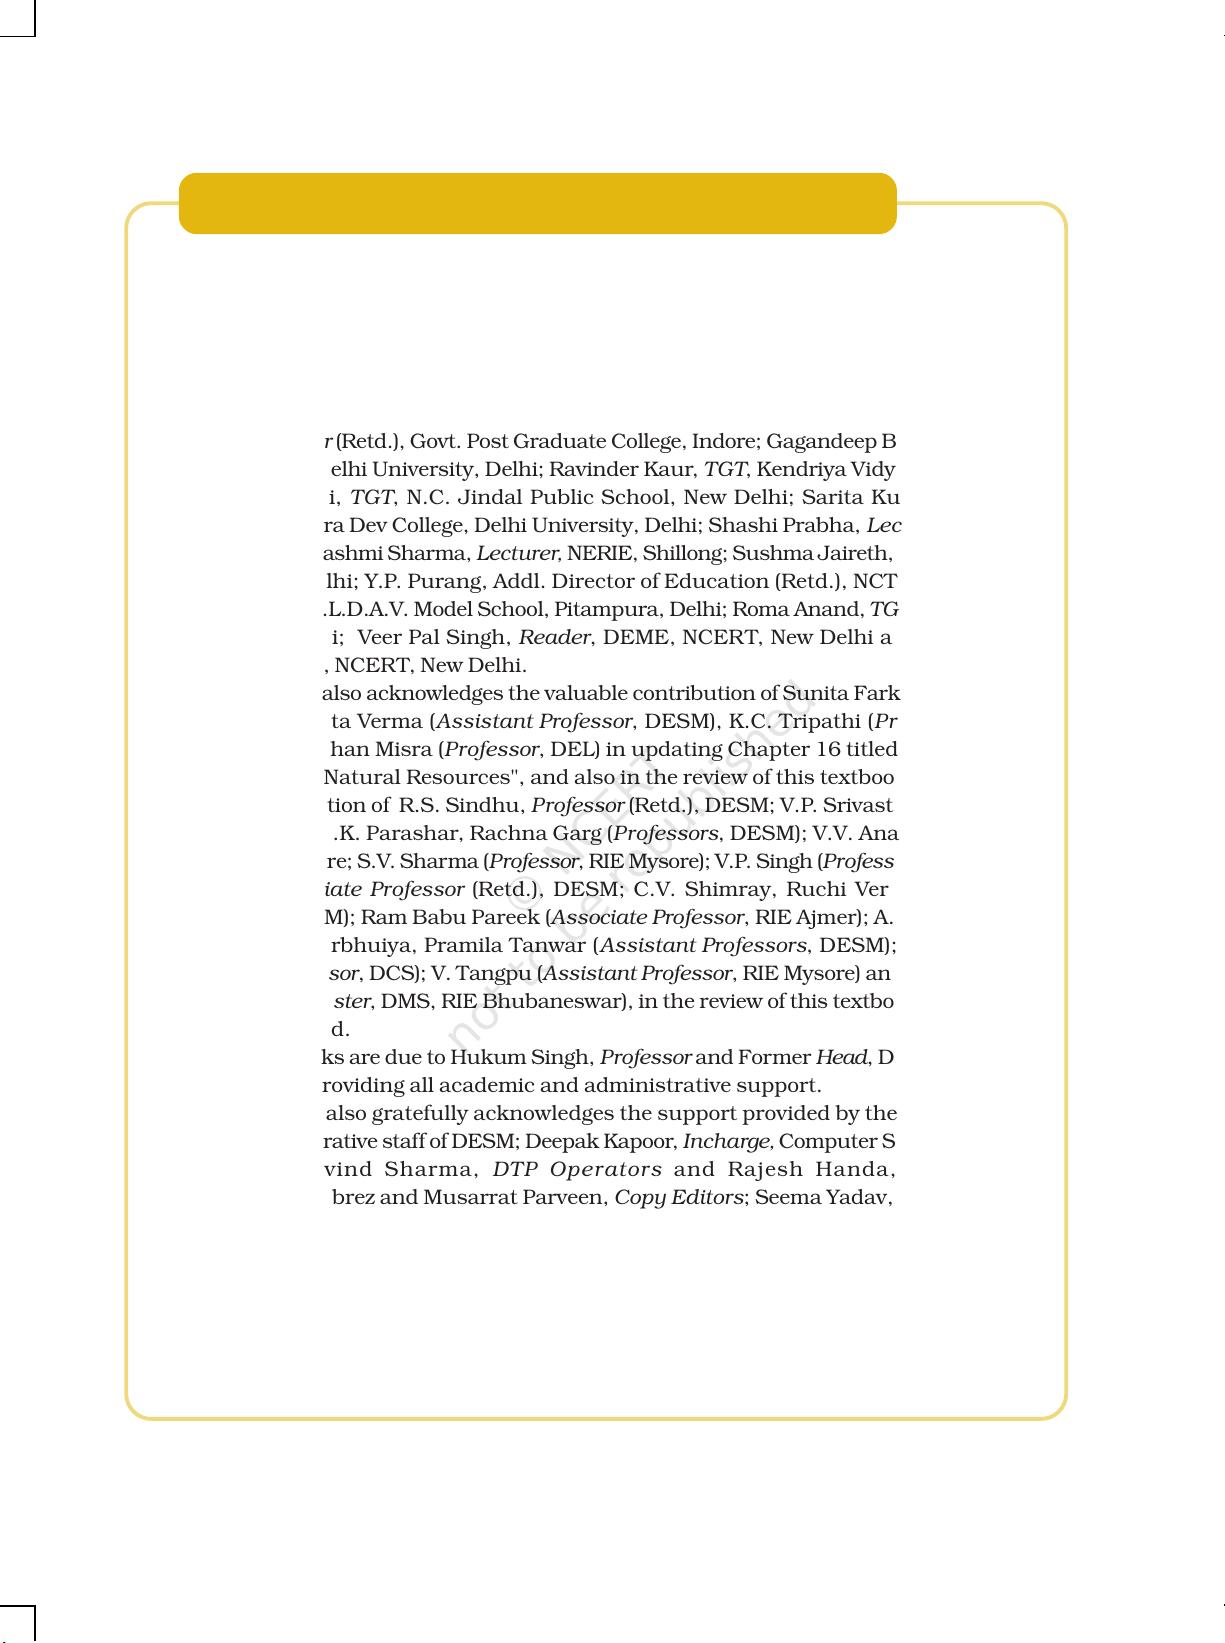 r (Retd.), Govt. Post Graduate College, Indore; Gagandeep B
elhi University, Delhi; Ravinder Kaur, TGT, Kendriya Vidy
i, TGT, N.C. Jindal Public School, New Delhi; Sarita Ku
ra Dev College, Delhi University, Delhi; Shashi Prabha, Lec
ashmi Sharma, Lecturer, NERIE, Shillong; Sushma Jaireth,
lhi; Y.P. Purang, Addl. Director of Education (Retd.), NCT
.L.D.A.V. Model School, Pitampura, Delhi; Roma Anand, TG
i; Veer Pal Singh, Reader, DEME, NCERT, New Delhi a
, NCERT, New Delhi.
also acknowledges the valuable contribution of Sunita Fark
ta Verma (Assistant Professor, DESM), K.C. Tripathi (Pr
han Misra (Professor, DEL) in updating Chapter 16 titled
Natural Resources", and also in the review of this textboo
tion of R.S. Sindhu, Professor (Retd.), DESM; V.P. Srivast
.K. Parashar, Rachna Garg (Professors, DESM); V.V. Ana
re; S.V. Sharma (Professor, RIE Mysore); V.P. Singh (Profess
iate Professor (Retd.), DESM; C.V. Shimray, Ruchi Ver
M); Ram Babu Pareek (Associate Professor, RIE Ajmer); A.
rbhuiya, Pramila Tanwar (Assistant Professors, DESM);
sor, DCS); V. Tangpu (Assistant Professor, RIE Mysore) an
ster, DMS, RIE Bhubaneswar), in the review of this textbo
d.
ks are due to Hukum Singh, Professor and Former Head, D
roviding all academic and administrative support.
also gratefully acknowledges the support provided by the
rative staff of DESM; Deepak Kapoor, Incharge, Computer S
vind Sharma, DTP Operators and Rajesh Handa,
brez and Musarrat Parveen, Copy Editors; Seema Yadav,
© NCERT
not to be republished